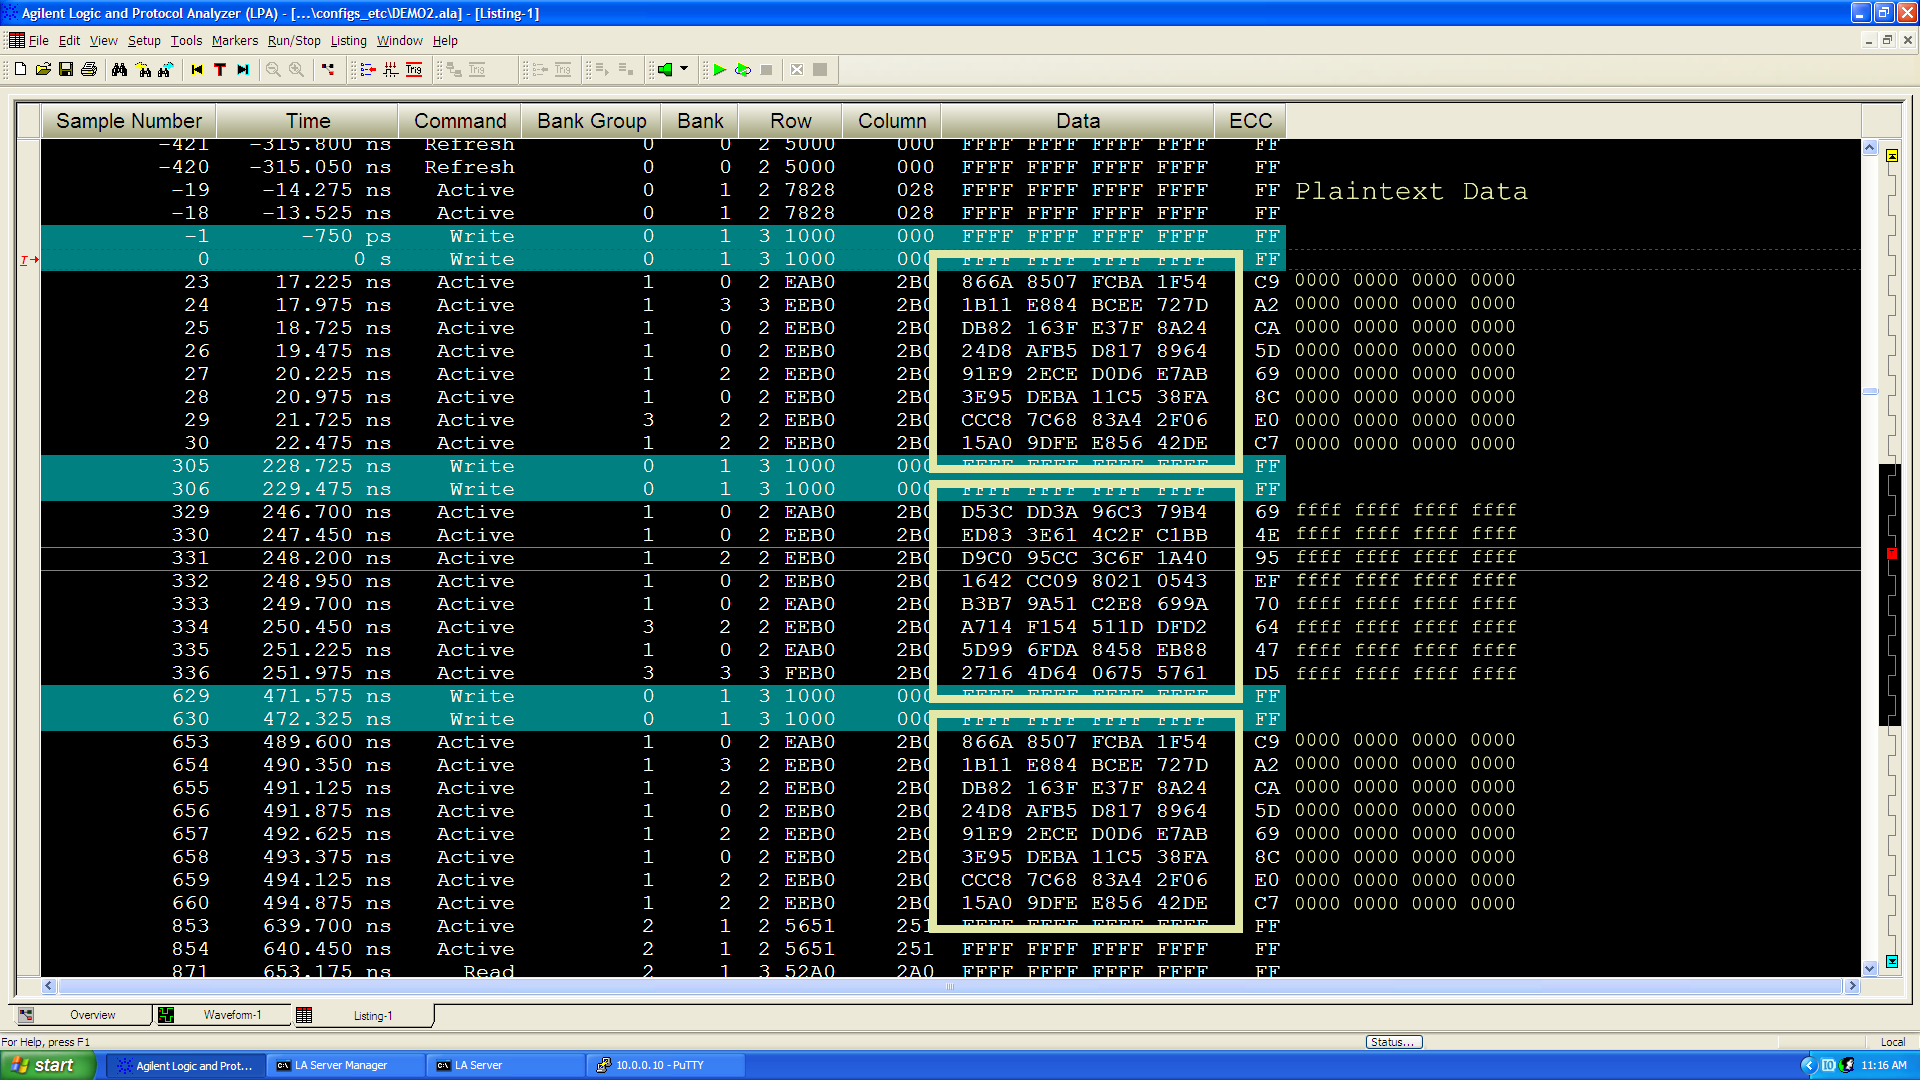 Agilent Logic and Protocol Analyzer (LPA) - [...\configs_etc\DEMO2.ala] - [Listing-1]
File Edit View Setup Tools Markers Run/Stop Listing Window Help
Sample Number Time Command Bank Group Bank Row Column Data ECC
-421 -315.800 ns Refresh 0 0 2 5000 000 FFFF FFFF FFFF FFFF FF
-420 -315.050 ns Refresh 0 0 2 5000 000 FFFF FFFF FFFF FFFF FF
-19 -14.275 ns Active 0 1 2 7828 028 FFFF FFFF FFFF FFFF FF Plaintext Data
-18 -13.525 ns Active 0 1 2 7828 028 FFFF FFFF FFFF FFFF FF
-1 -750 ps Write 0 1 3 1000 000 FFFF FFFF FFFF FFFF FF
0 0 s Write 0 1 3 1000 000 FFFF FFFF FFFF FFFF FF
23 17.225 ns Active 1 0 2 EAB0 2B0 866A 8507 FCBA 1F54 C9 0000 0000 0000 0000
24 17.975 ns Active 1 3 3 EEB0 2B0 1B11 E884 BCEE 727D A2 0000 0000 0000 0000
25 18.725 ns Active 1 0 2 EEB0 2B0 DB82 163F E37F 8A24 CA 0000 0000 0000 0000
26 19.475 ns Active 1 0 2 EEB0 2B0 24D8 AFB5 D817 8964 5D 0000 0000 0000 0000
27 20.225 ns Active 1 2 2 EEB0 2B0 91E9 2ECE D0D6 E7AB 69 0000 0000 0000 0000
28 20.975 ns Active 1 0 2 EEB0 2B0 3E95 DEBA 11C5 38FA 8C 0000 0000 0000 0000
29 21.725 ns Active 3 2 2 EEB0 2B0 CCC8 7C68 83A4 2F06 E0 0000 0000 0000 0000
30 22.475 ns Active 1 2 2 EEB0 2B0 15A0 9DFE E856 42DE C7 0000 0000 0000 0000
305 228.725 ns Write 0 1 3 1000 000 FFFF FFFF FFFF FFFF FF
306 229.475 ns Write 0 1 3 1000 000 FFFF FFFF FFFF FFFF FF
329 246.700 ns Active 1 0 2 EAB0 2B0 D53C DD3A 96C3 79B4 69 ffff ffff ffff ffff
330 247.450 ns Active 1 0 2 EEB0 2B0 ED83 3E61 4C2F C1BB 4E ffff ffff ffff ffff
331 248.200 ns Active 1 2 2 EEB0 2B0 D9C0 95CC 3C6F 1A40 95 ffff ffff ffff ffff
332 248.950 ns Active 1 0 2 EEB0 2B0 1642 CC09 8021 0543 EF ffff ffff ffff ffff
333 249.700 ns Active 1 0 2 EAB0 2B0 B3B7 9A51 C2E8 699A 70 ffff ffff ffff ffff
334 250.450 ns Active 3 2 2 EEB0 2B0 A714 F154 511D DFD2 64 ffff ffff ffff ffff
335 251.225 ns Active 1 0 2 EAB0 2B0 5D99 6FDA 8458 EB88 47 ffff ffff ffff ffff
336 251.975 ns Active 3 3 3 FEB0 2B0 2716 4D64 0675 5761 D5 ffff ffff ffff ffff
629 471.575 ns Write 0 1 3 1000 000 FFFF FFFF FFFF FFFF FF
630 472.325 ns Write 0 1 3 1000 000 FFFF FFFF FFFF FFFF FF
653 489.600 ns Active 1 0 2 EAB0 2B0 866A 8507 FCBA 1F54 C9 0000 0000 0000 0000
654 490.350 ns Active 1 3 2 EEB0 2B0 1B11 E884 BCEE 727D A2 0000 0000 0000 0000
655 491.125 ns Active 1 2 2 EEB0 2B0 DB82 163F E37F 8A24 CA 0000 0000 0000 0000
656 491.875 ns Active 1 0 2 EEB0 2B0 24D8 AFB5 D817 8964 5D 0000 0000 0000 0000
657 492.625 ns Active 1 2 2 EEB0 2B0 91E9 2ECE D0D6 E7AB 69 0000 0000 0000 0000
658 493.375 ns Active 1 0 2 EEB0 2B0 3E95 DEBA 11C5 38FA 8C 0000 0000 0000 0000
659 494.125 ns Active 1 2 2 EEB0 2B0 CCC8 7C68 83A4 2F06 E0 0000 0000 0000 0000
660 494.875 ns Active 1 2 2 EEB0 2B0 15A0 9DFE E856 42DE C7 0000 0000 0000 0000
853 639.700 ns Active 2 1 2 5651 251 FFFF FFFF FFFF FFFF FF
854 640.450 ns Active 2 1 2 5651 251 FFFF FFFF FFFF FFFF FF
871 653.175 ns Read 2 1 3 52A0 2A0 FFFF FFFF FFFF FFFF FF
Overview Waveform-1 Listing-1
For Help, press F1 Status... Local
start Agilent Logic and Prot... LA Server Manager LA Server 10.0.0.10 - PuTTY 11:16 AM